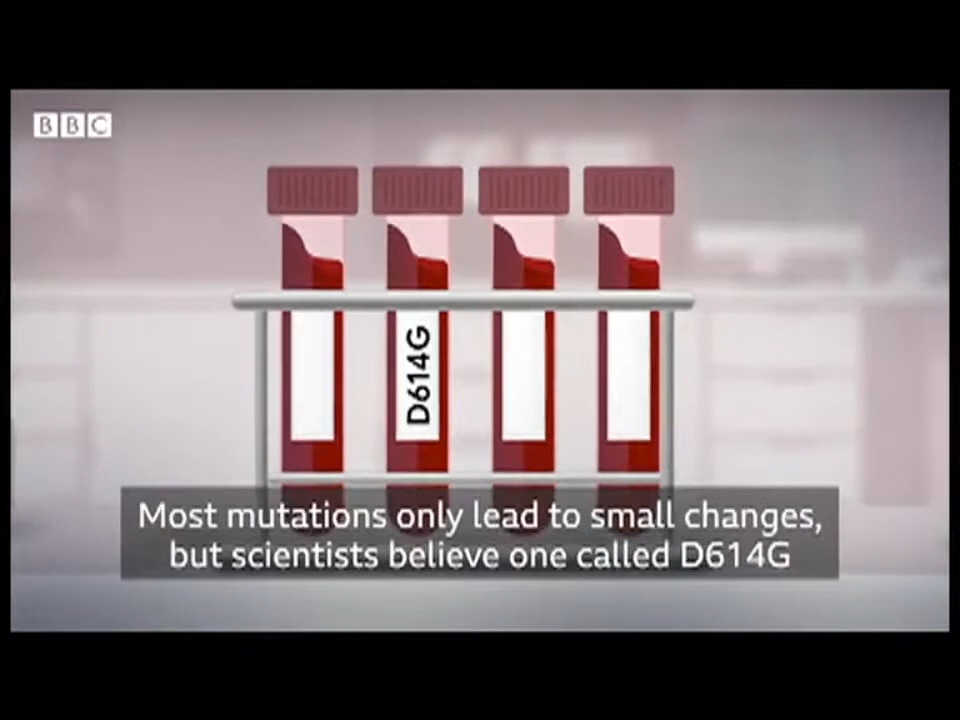 BBC
D614G
Most mutations only lead to small changes,
but scientists believe one called D614G